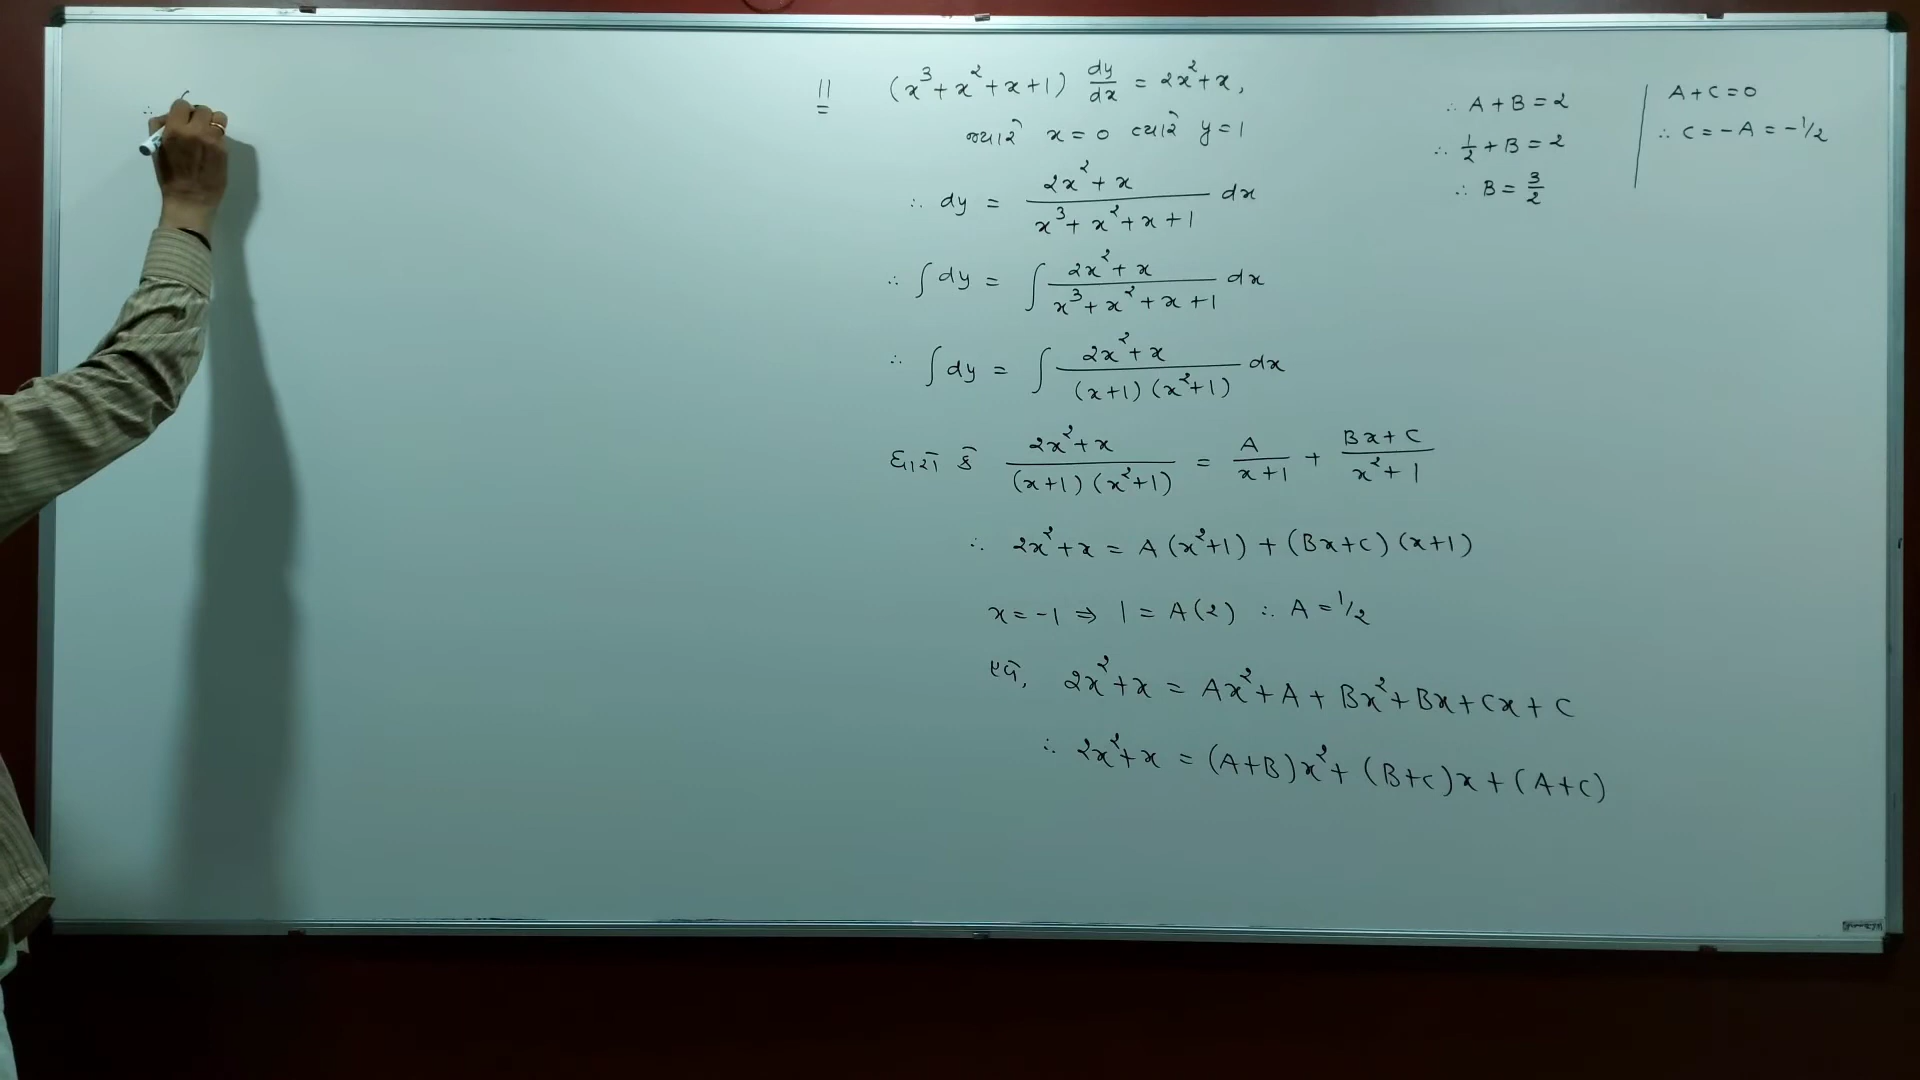 11 (x³ + x² + x + 1) dy/dx = 2x² + x,
જ્યારે x = 0 ત્યારે y = 1
∴ dy = (2x² + x)/(x³ + x² + x + 1) dx
∴ ∫ dy = ∫ (2x² + x)/(x³ + x² + x + 1) dx
∴ ∫ dy = ∫ (2x² + x)/((x+1)(x²+1)) dx
ધારો કે (2x² + x)/((x+1)(x²+1)) = A/(x+1) + (Bx+C)/(x²+1)
∴ 2x² + x = A(x²+1) + (Bx+C)(x+1)
x = -1 ⇒ 1 = A(2) ∴ A = 1/2
હવે, 2x² + x = Ax² + A + Bx² + Bx + Cx + C
∴ 2x² + x = (A+B)x² + (B+C)x + (A+C)
∴ A + B = 2
∴ 1/2 + B = 2
∴ B = 3/2
A + C = 0
∴ C = -A = -1/2
∴